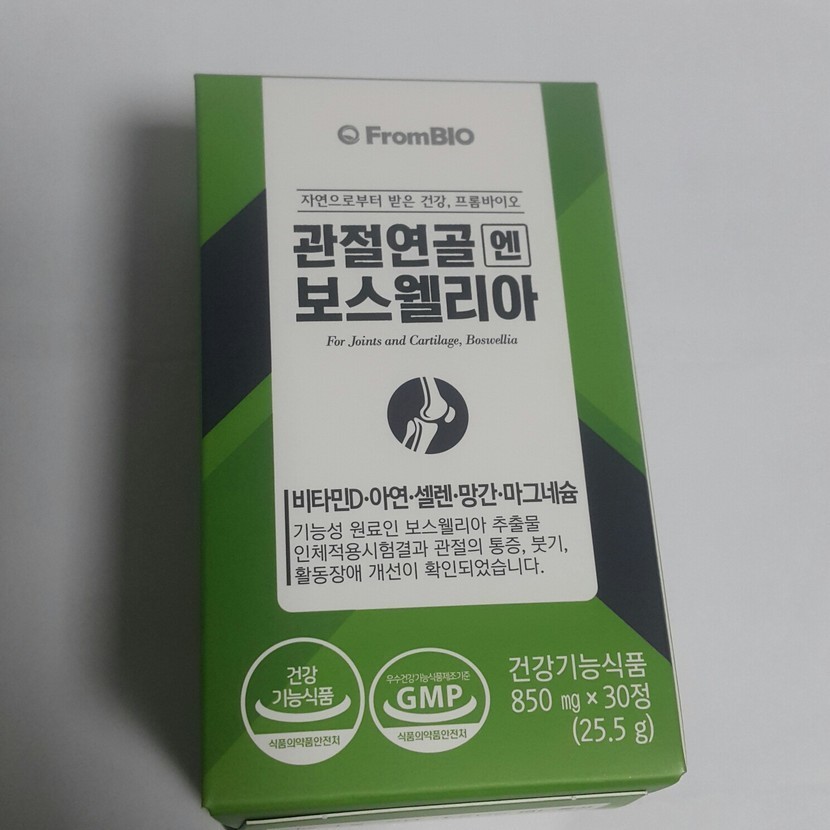 FromBIO
자연으로부터 받은 건강, 프롬바이오
관절연골엔
보스웰리아
For Joints and Cartilage, Boswellia
비타민D·아연·셀렌·망간·마그네슘
기능성 원료인 보스웰리아 추출물
인체적용시험결과 관절의 통증, 붓기,
활동장애 개선이 확인되었습니다.
건강
기능식품
식품의약품안전처
우수건강기능식품제조기준
GMP
식품의약품안전처
건강기능식품
850 mg × 30정
(25.5 g)